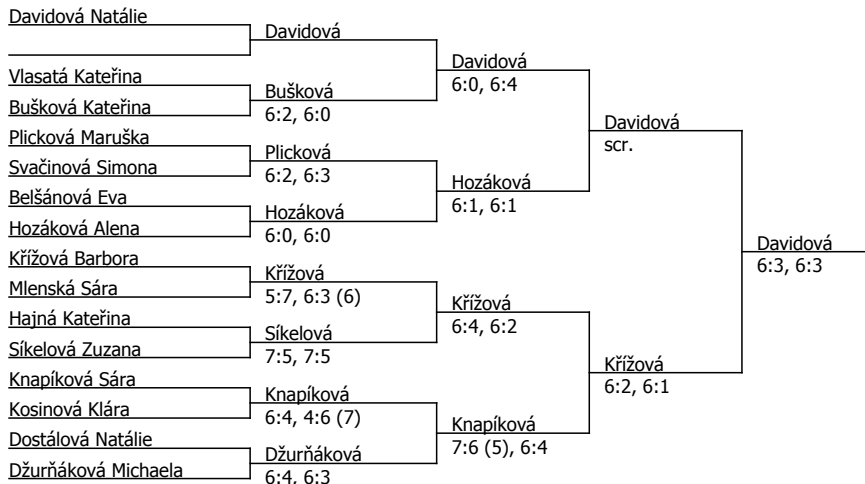 Davidová Natálie
Vlasatá Kateřina
Bušková Kateřina
Plicková Maruška
Svačinová Simona
Belšánová Eva
Hozáková Alena
Křížová Barbora
Mlenská Sára
Hajná Kateřina
Síkelová Zuzana
Knapíková Sára
Kosinová Klára
Dostálová Natálie
Džurňáková Michaela
Davidová
Bušková
6:2, 6:0
Plicková
6:2, 6:3
Hozáková
6:0, 6:0
Křížová
5:7, 6:3 (6)
Síkelová
7:5, 7:5
Knapíková
6:4, 4:6 (7)
Džurňáková
6:4, 6:3
Davidová
6:0, 6:4
Hozáková
6:1, 6:1
Křížová
6:4, 6:2
Knapíková
7:6 (5), 6:4
Davidová
scr.
Křížová
6:2, 6:1
Davidová
6:3, 6:3